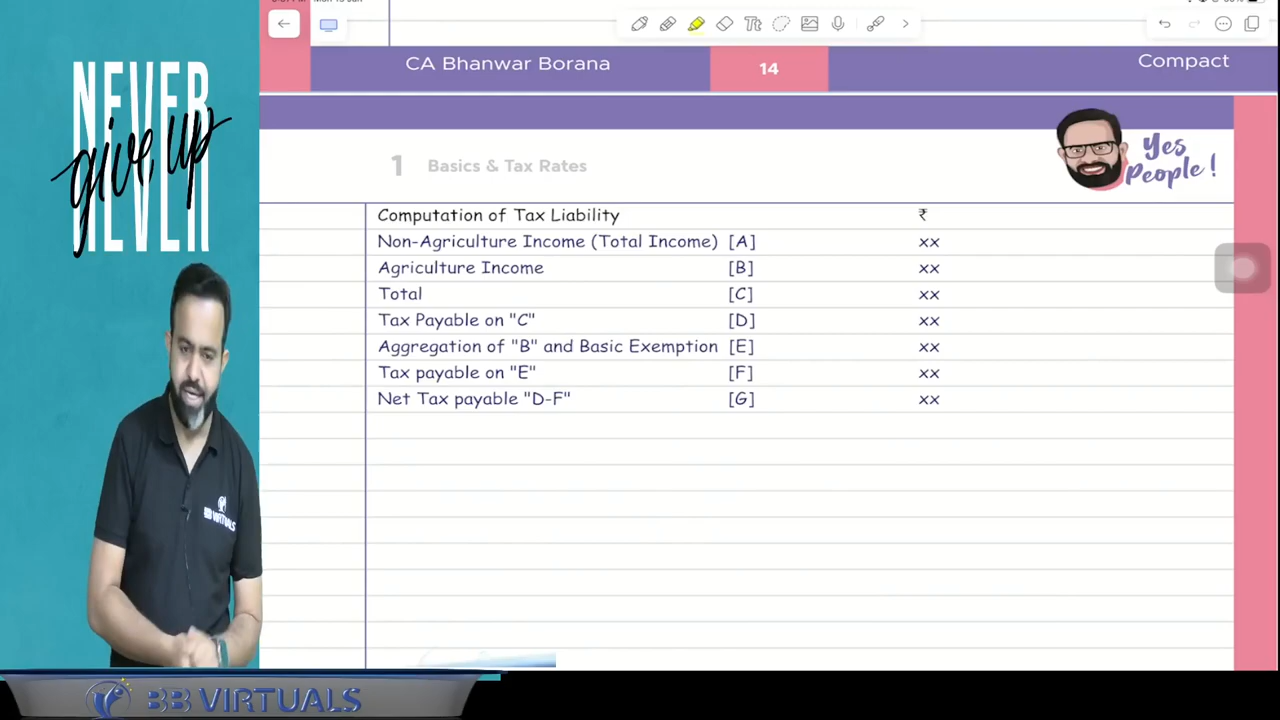 NEVER
give up
NEVER
CA Bhanwar Borana 14 Compact
1 Basics & Tax Rates
Yes
People !
Computation of Tax Liability ₹
Non-Agriculture Income (Total Income) [A] xx
Agriculture Income [B] xx
Total [C] xx
Tax Payable on "C" [D] xx
Aggregation of "B" and Basic Exemption [E] xx
Tax payable on "E" [F] xx
Net Tax payable "D-F" [G] xx
BB VIRTUALS
BB VIRTUALS